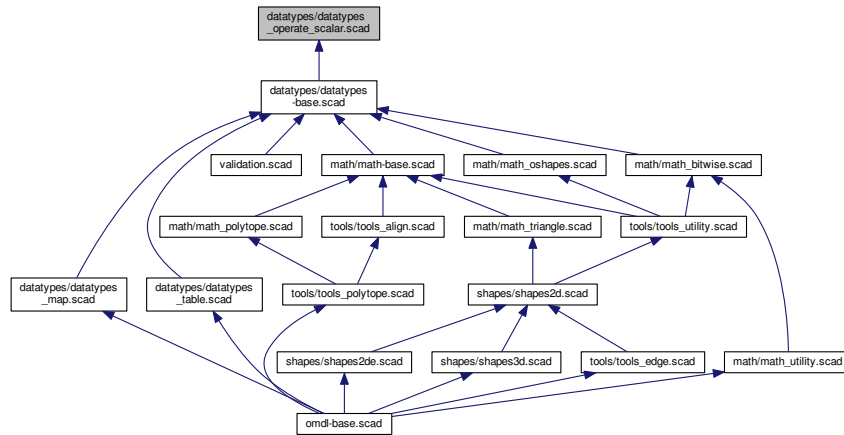 datatypes/datatypes
_operate_scalar.scad
datatypes/datatypes
-base.scad
validation.scad
math/math-base.scad
math/math_oshapes.scad
math/math_bitwise.scad
math/math_polytope.scad
tools/tools_align.scad
math/math_triangle.scad
tools/tools_utility.scad
datatypes/datatypes
_map.scad
datatypes/datatypes
_table.scad
tools/tools_polytope.scad
shapes/shapes2d.scad
shapes/shapes2de.scad
shapes/shapes3d.scad
tools/tools_edge.scad
math/math_utility.scad
omdl-base.scad